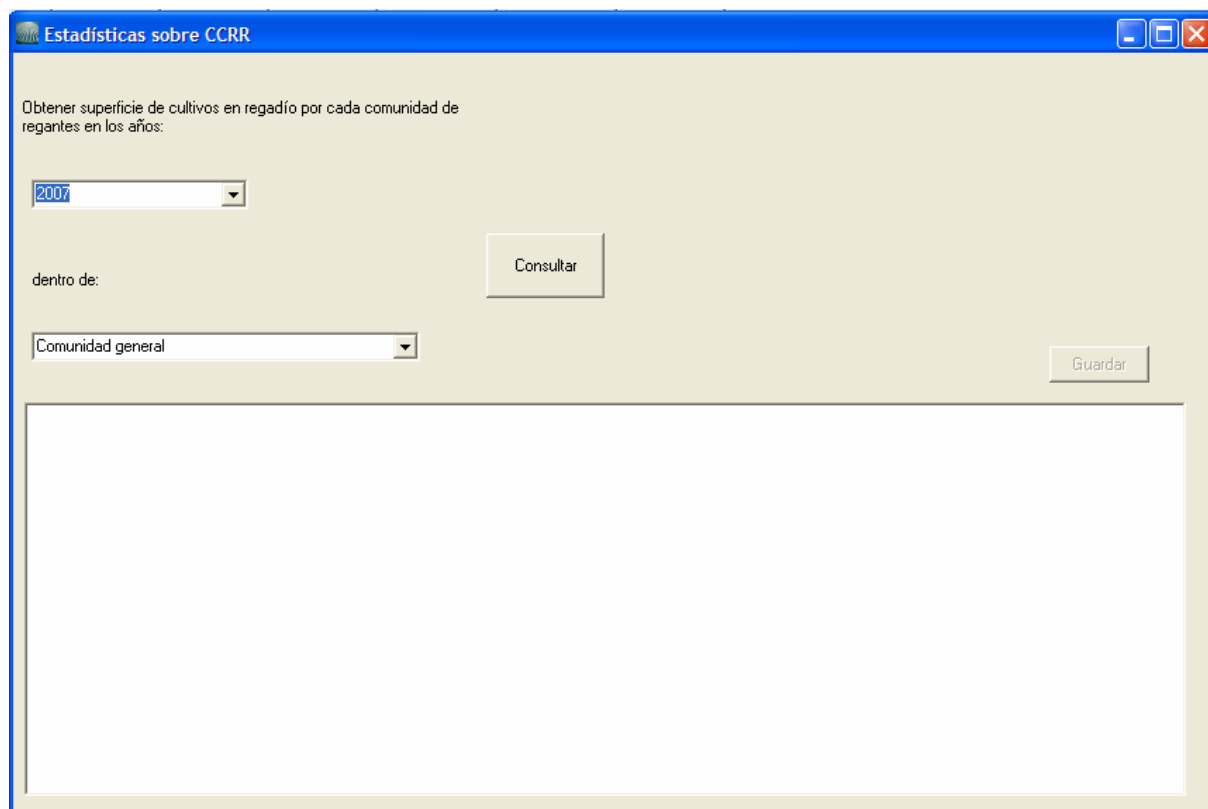 Estadísticas sobre CCRR
Obtener superficie de cultivos en regadío por cada comunidad de
regantes en los años:
2007
Consultar
dentro de:
Comunidad general
Guardar